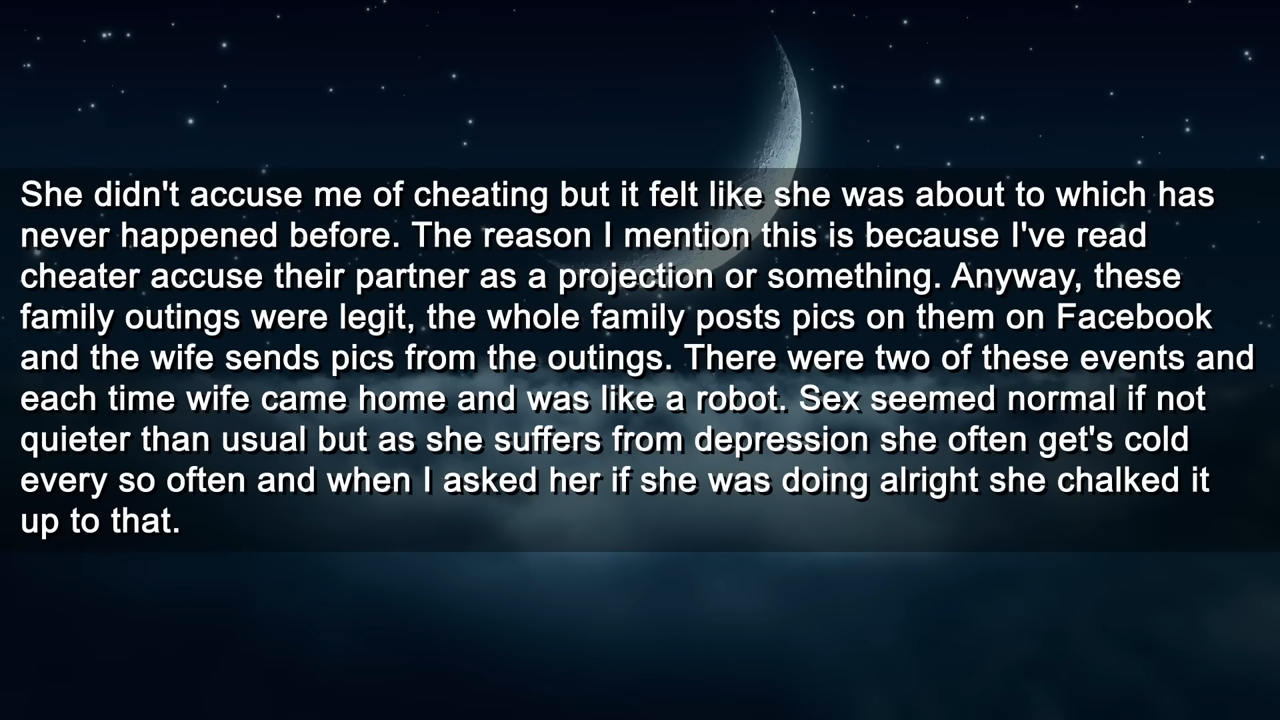 She didn't accuse me of cheating but it felt like she was about to which has
never happened before. The reason I mention this is because I've read
cheater accuse their partner as a projection or something. Anyway, these
family outings were legit, the whole family posts pics on them on Facebook
and the wife sends pics from the outings. There were two of these events and
each time wife came home and was like a robot. Sex seemed normal if not
quieter than usual but as she suffers from depression she often get's cold
every so often and when I asked her if she was doing alright she chalked it
up to that.